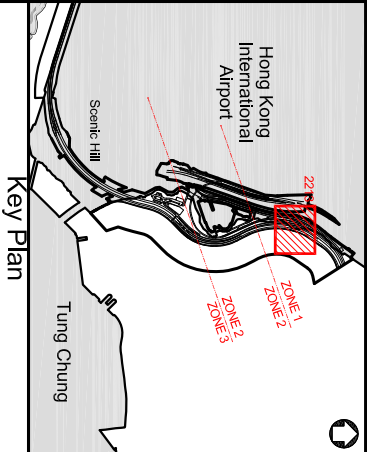 Hong Kong
International
Airport
Scenic Hill
ZONE 1
ZONE 2
ZONE 2
ZONE 3
Tung Chung
Key Plan